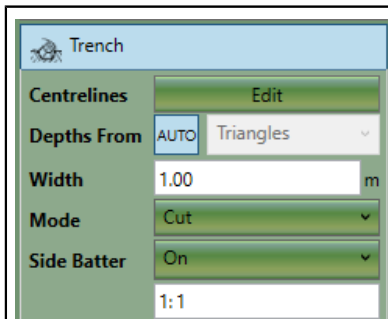 Trench
Centrelines Edit
Depths From AUTO Triangles
Width 1.00 m
Mode Cut
Side Batter On
1:1